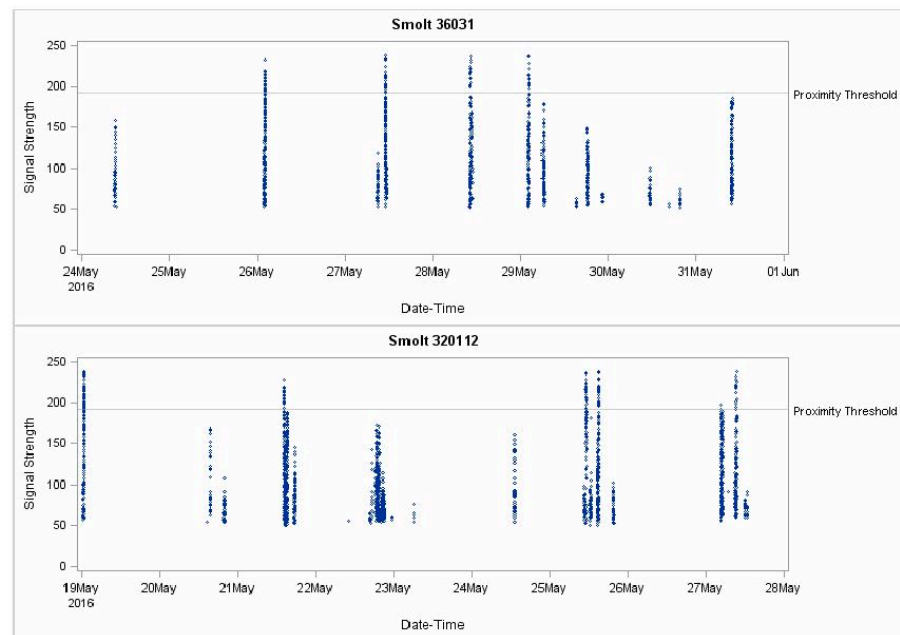 Smolt 36031
250
200
150
100
50
0
Signal Strength
Proximity Threshold
24May 25May 26May 27May 28May 29May 30May 31May 01Jun
2016
Date-Time
Smolt 320112
250
200
150
100
50
0
Signal Strength
Proximity Threshold
19May 20May 21May 22May 23May 24May 25May 26May 27May 28May
2016
Date-Time